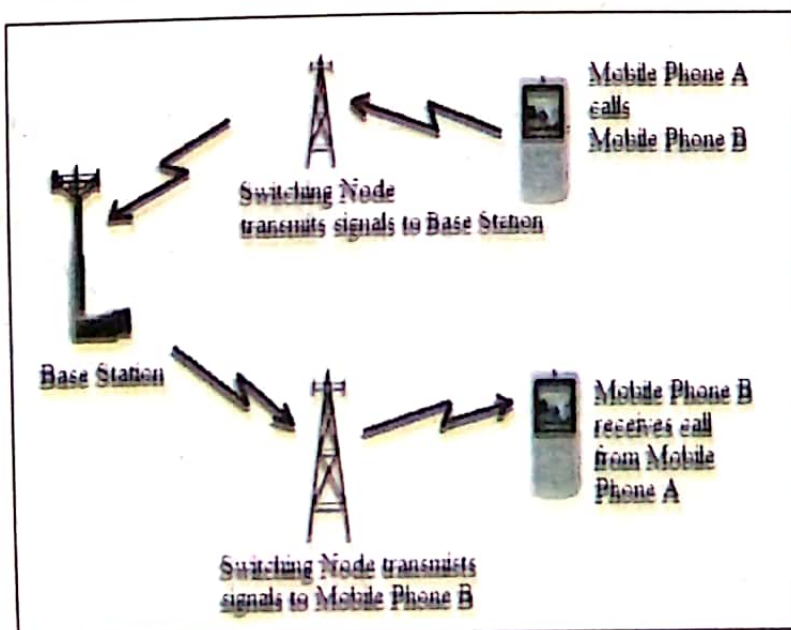 Mobile Phone A
calls
Mobile Phone B
Switching Node
transmits signals to Base Station
Base Station
Mobile Phone B
receives call
from Mobile
Phone A
Switching Node transmists
signals to Mobile Phone B